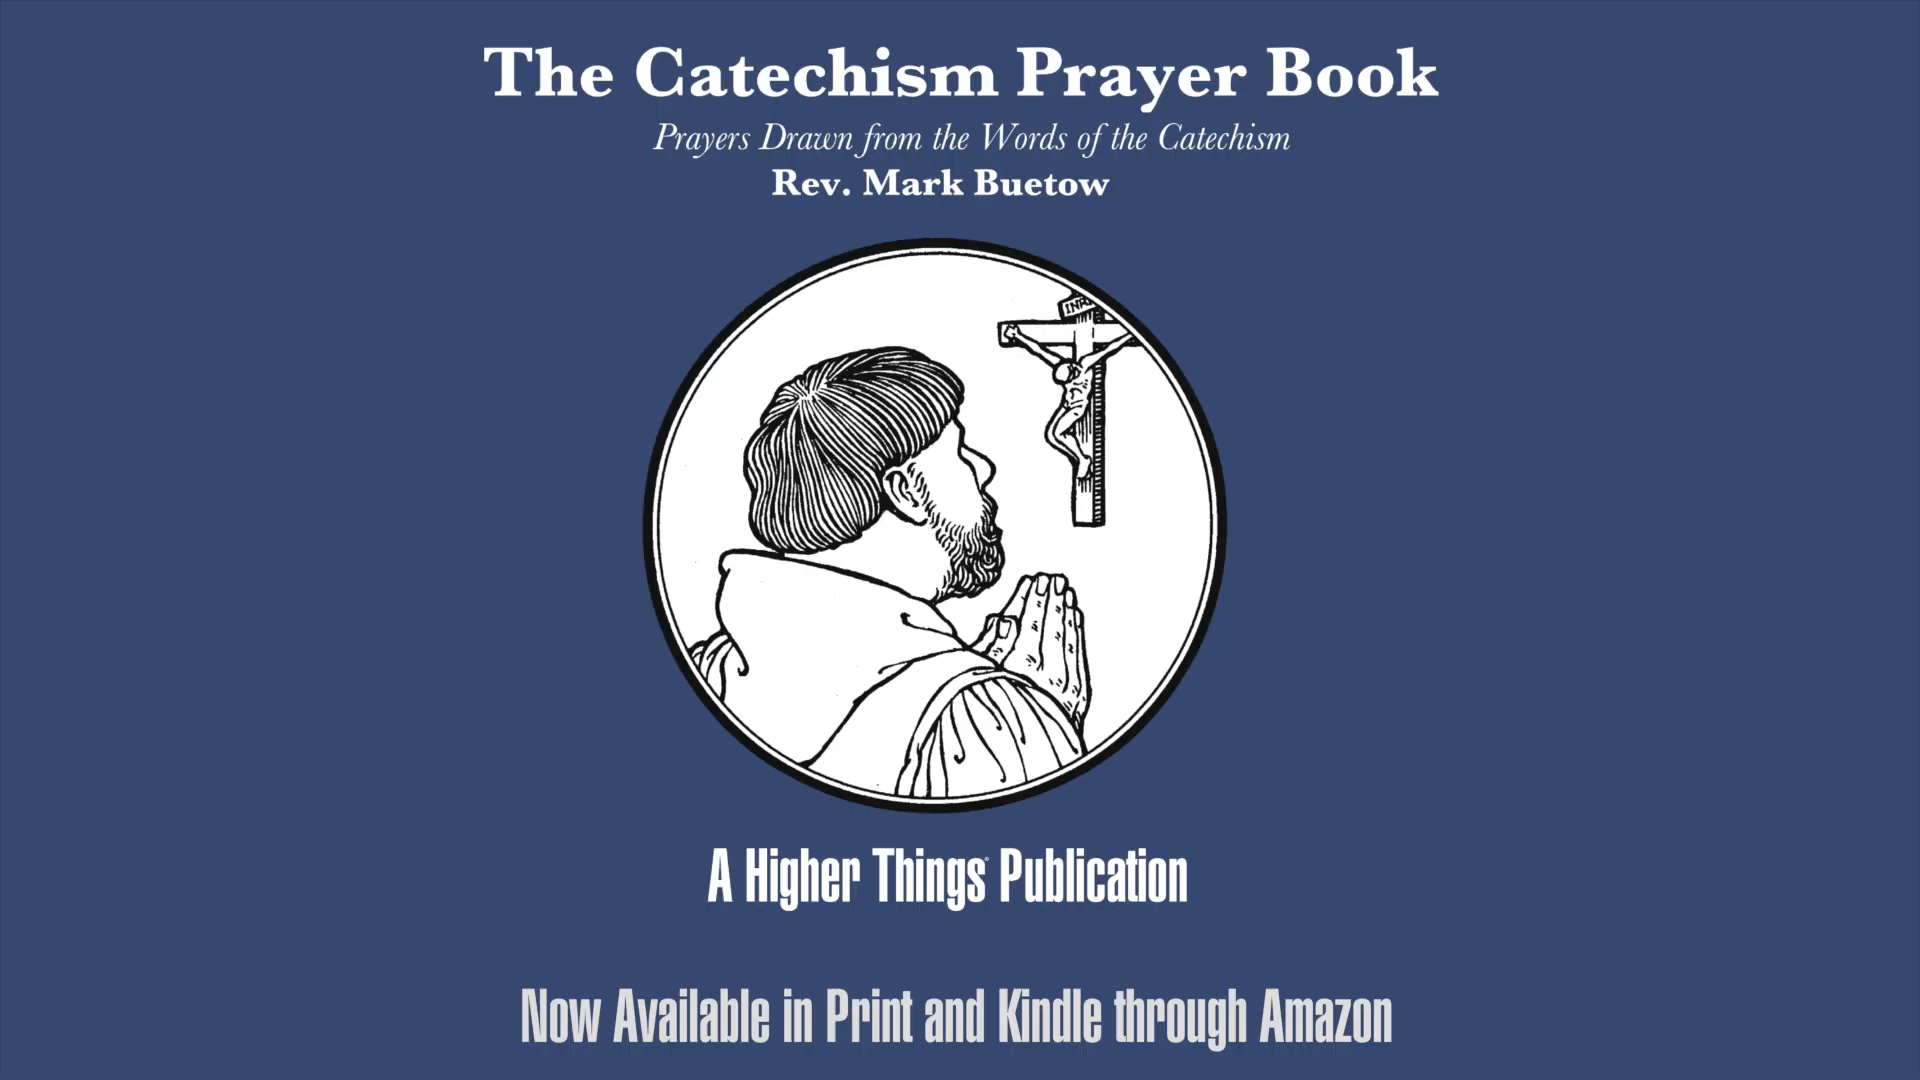 The Catechism Prayer Book
Prayers Drawn from the Words of the Catechism
Rev. Mark Buetow
INRI
A Higher Things® Publication
Now Available in Print and Kindle through Amazon